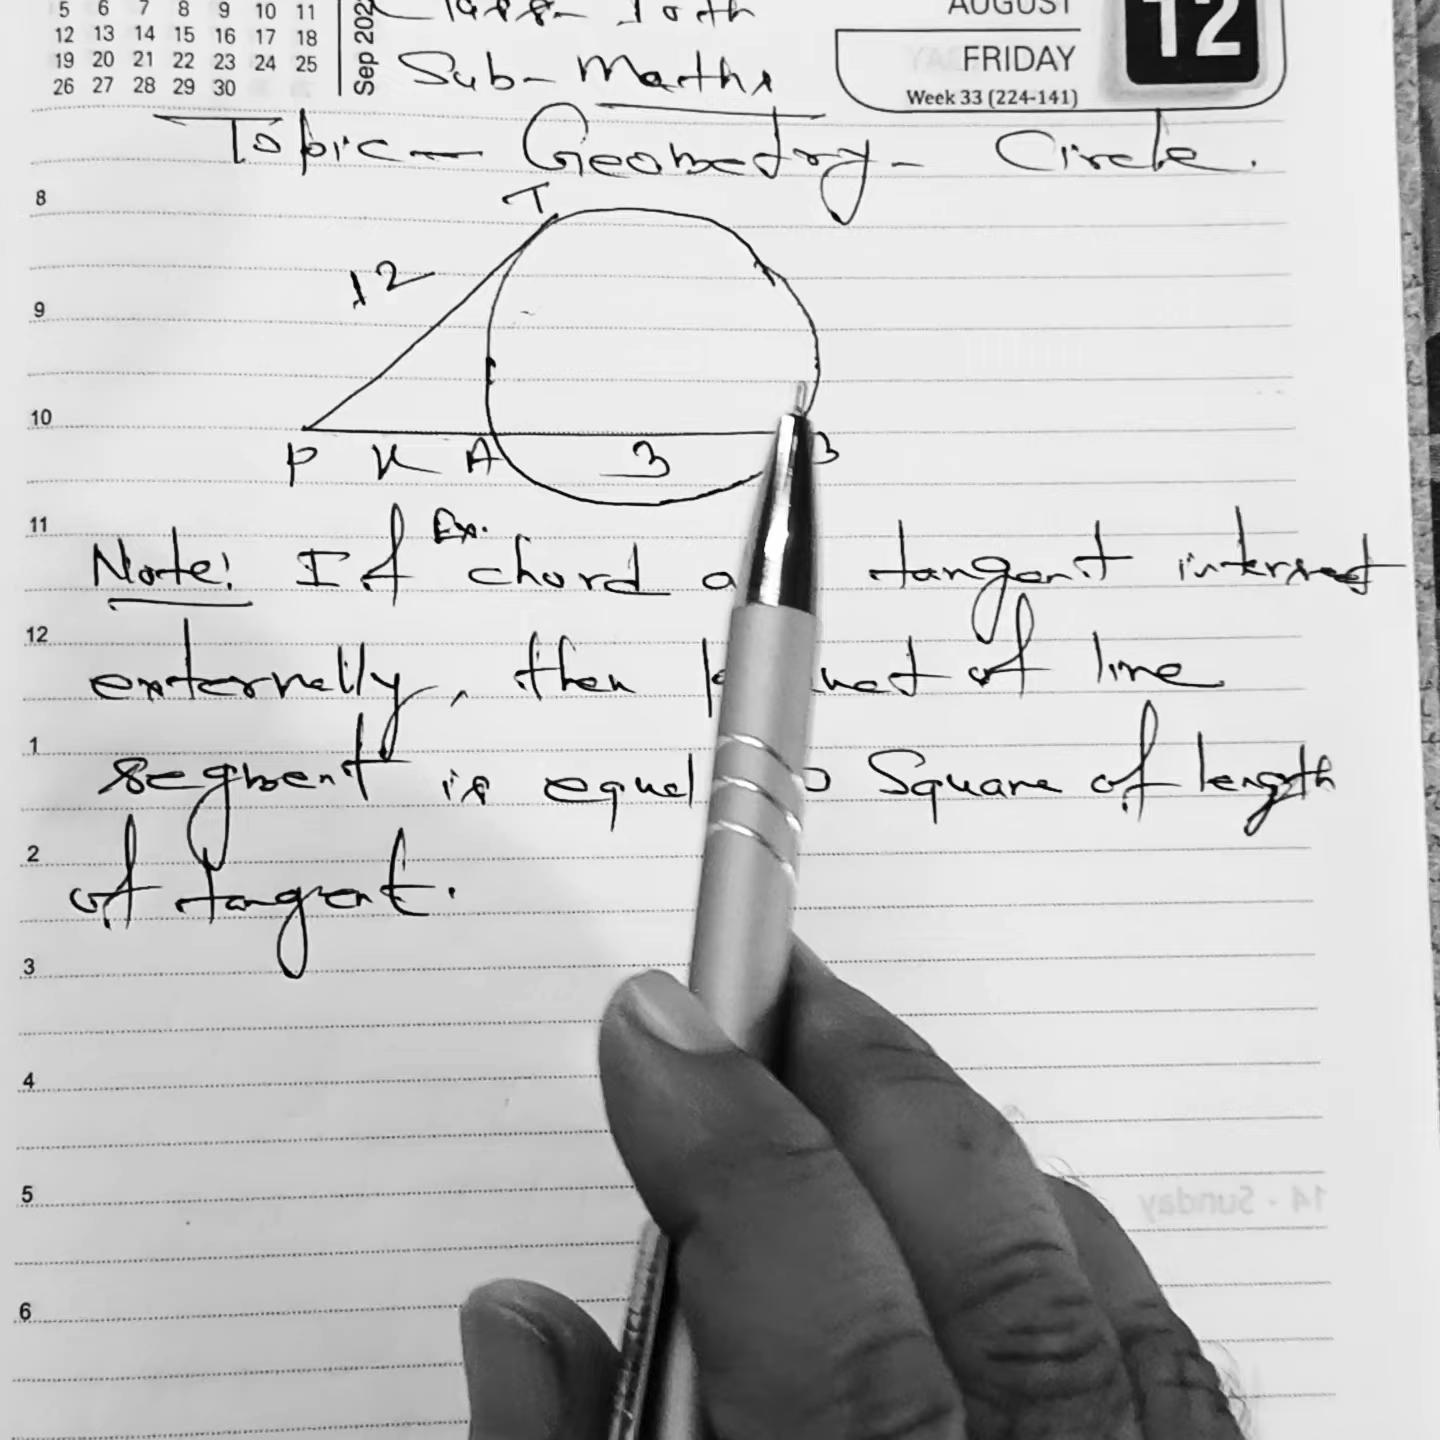 5 6 7 8 9 10 11
12 13 14 15 16 17 18
19 20 21 22 23 24 25
26 27 28 29 30
Sep 202
Class- 10th
Sub- Maths
AUGUST
12
FRIDAY
Week 33 (224-141)
Topic - Geometry - Circle.
8
T
12
9
10
P K A 3 B
11
Ex.
Note! If chord a tangent intersect
12
externally, then of line
1
segment is equal Square of length
2
of tangent.
3
4
5
14 - Sunday
6